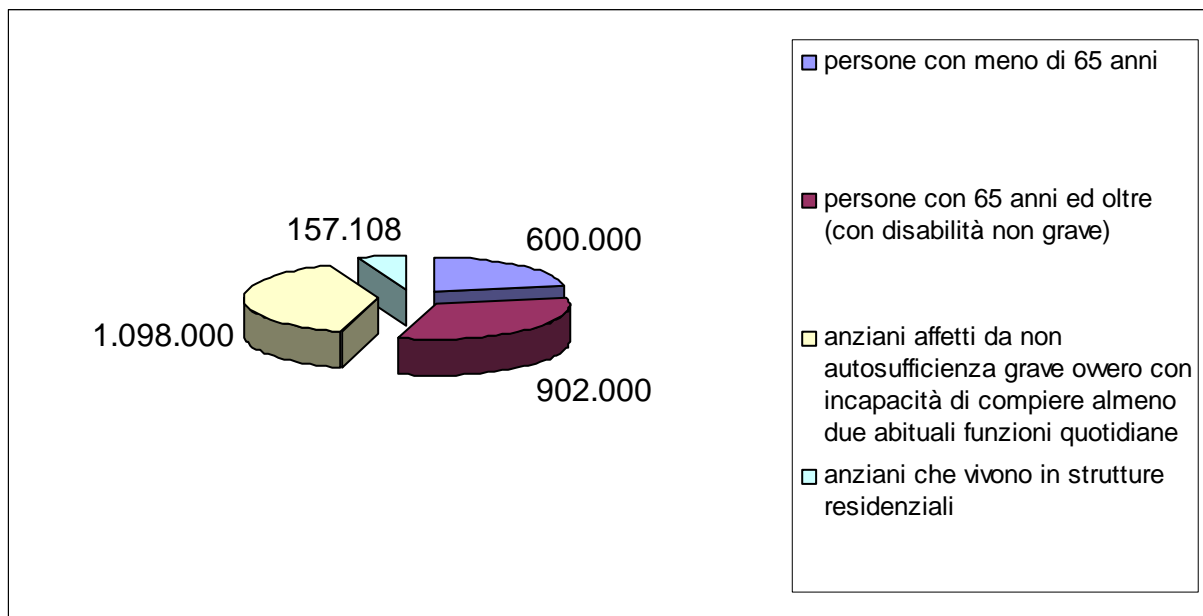 157.108
600.000
1.098.000
902.000
persone con meno di 65 anni
persone con 65 anni ed oltre
(con disabilità non grave)
anziani affetti da non
autosufficienza grave ovvero con
incapacità di compiere almeno
due abituali funzioni quotidiane
anziani che vivono in strutture
residenziali